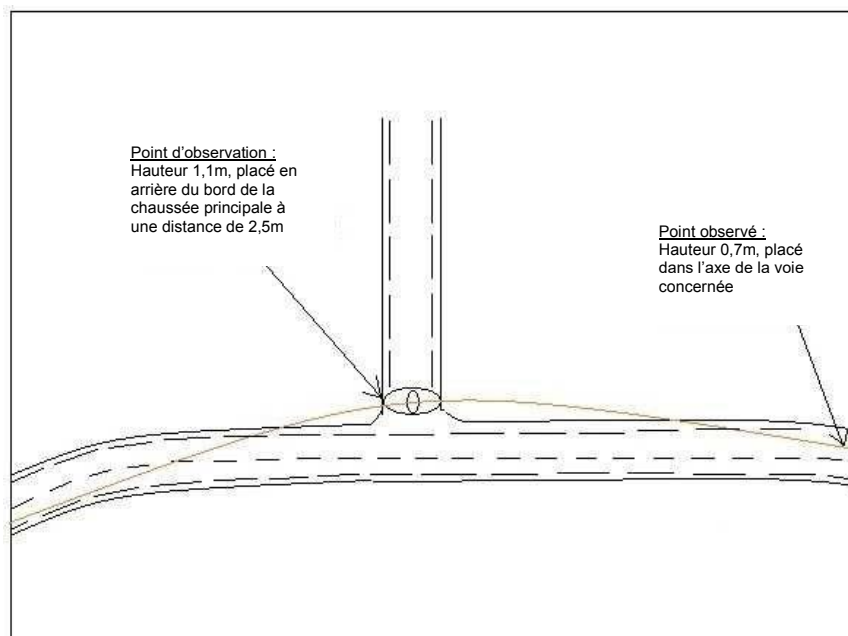 Point d'observation :
Hauteur 1,1m, placé en
arrière du bord de la
chaussée principale à
une distance de 2,5m
Point observé :
Hauteur 0,7m, placé
dans l'axe de la voie
concernée